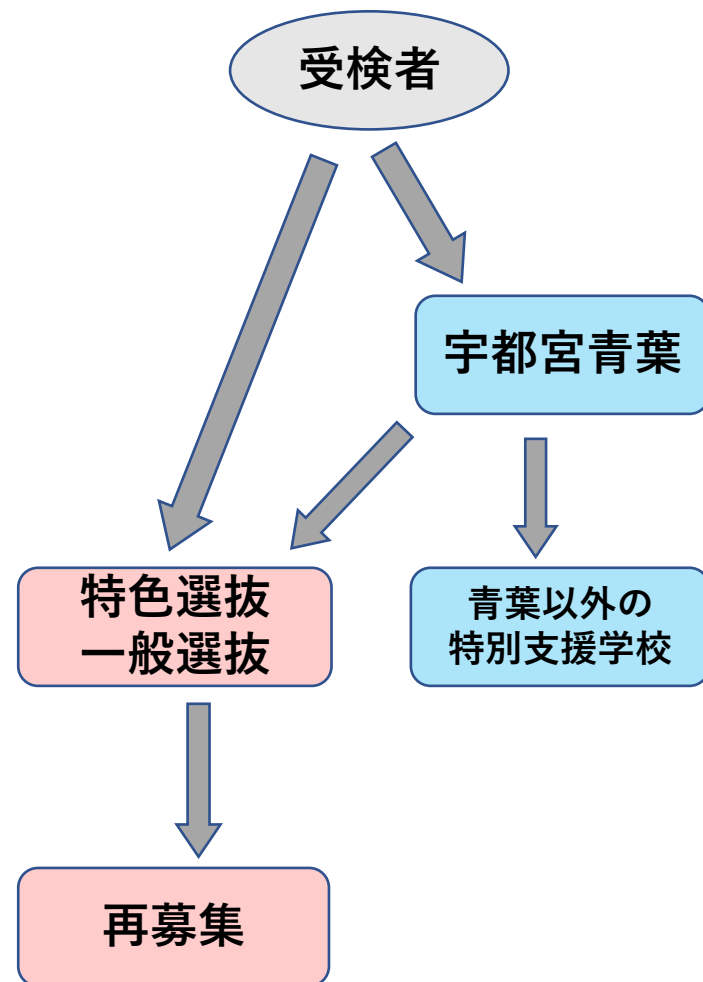 受検者
宇都宮青葉
特色選抜
一般選抜
青葉以外の
特別支援学校
再募集